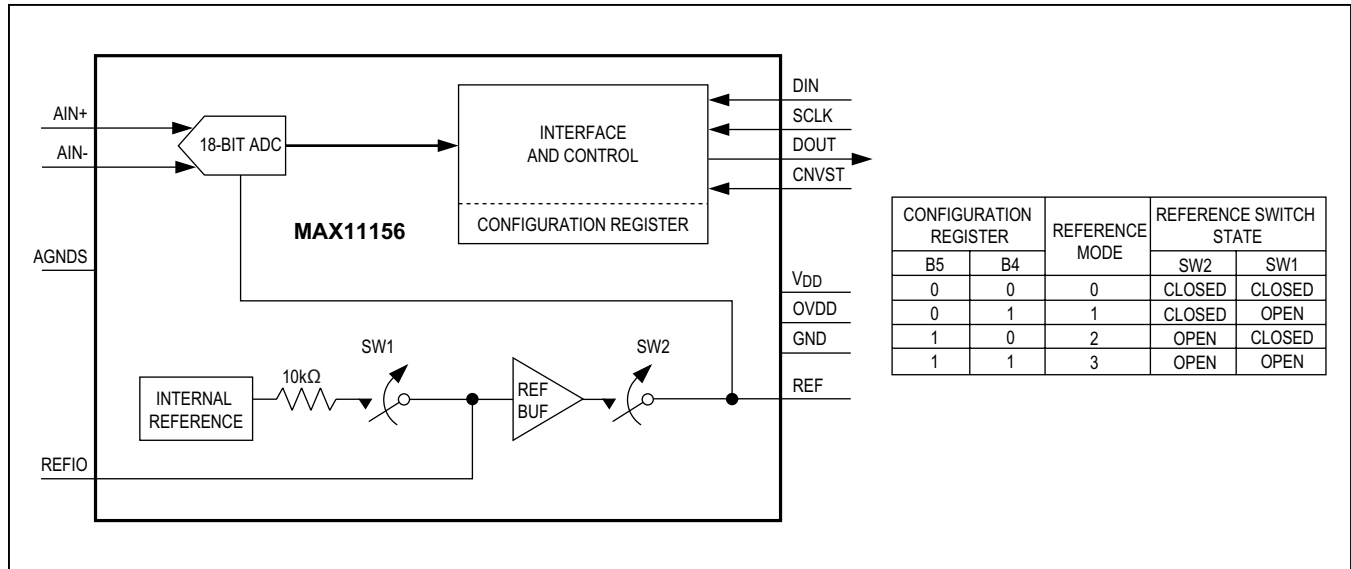 AIN+
AIN-
18-BIT ADC
INTERFACE
AND CONTROL
CONFIGURATION REGISTER
MAX11156
DIN
SCLK
DOUT
CNVST
AGNDS
VDD
OVDD
GND
REF
SW1
SW2
10kΩ
INTERNAL
REFERENCE
REF
BUF
REFIO
CONFIGURATION
REGISTER
REFERENCE
MODE
REFERENCE SWITCH
STATE
B5 B4 SW2 SW1
0 0 0 CLOSED CLOSED
0 1 1 CLOSED OPEN
1 0 2 OPEN CLOSED
1 1 3 OPEN OPEN